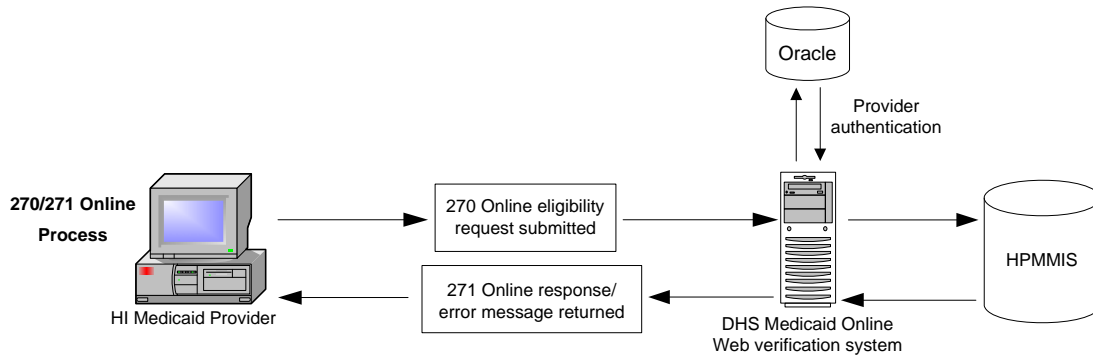 Oracle
Provider
authentication
270/271 Online
Process
270 Online eligibility
request submitted
HPMMIS
271 Online response/
error message returned
HI Medicaid Provider
DHS Medicaid Online
Web verification system